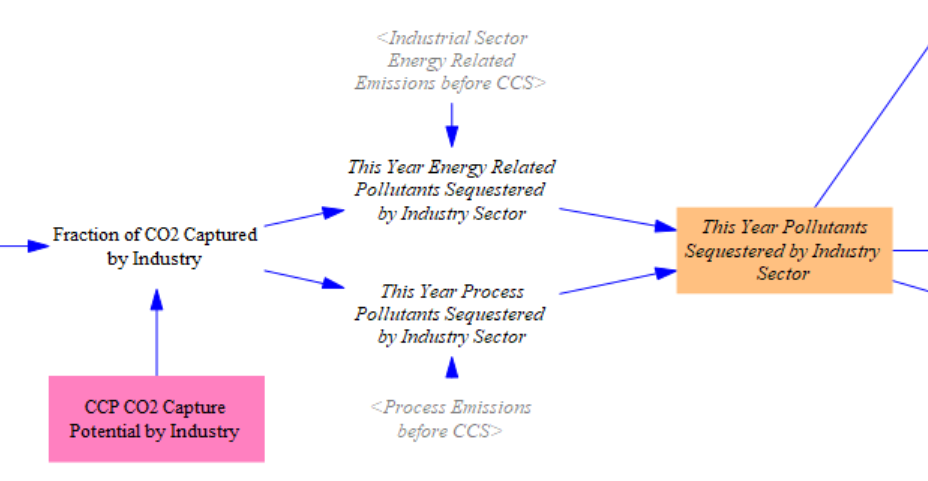 <Industrial Sector
Energy Related
Emissions before CCS>
This Year Energy Related
Pollutants Sequestered
by Industry Sector
Fraction of CO2 Captured
by Industry
This Year Pollutants
Sequestered by Industry
Sector
This Year Process
Pollutants Sequestered
by Industry Sector
CCP CO2 Capture
Potential by Industry
<Process Emissions
before CCS>